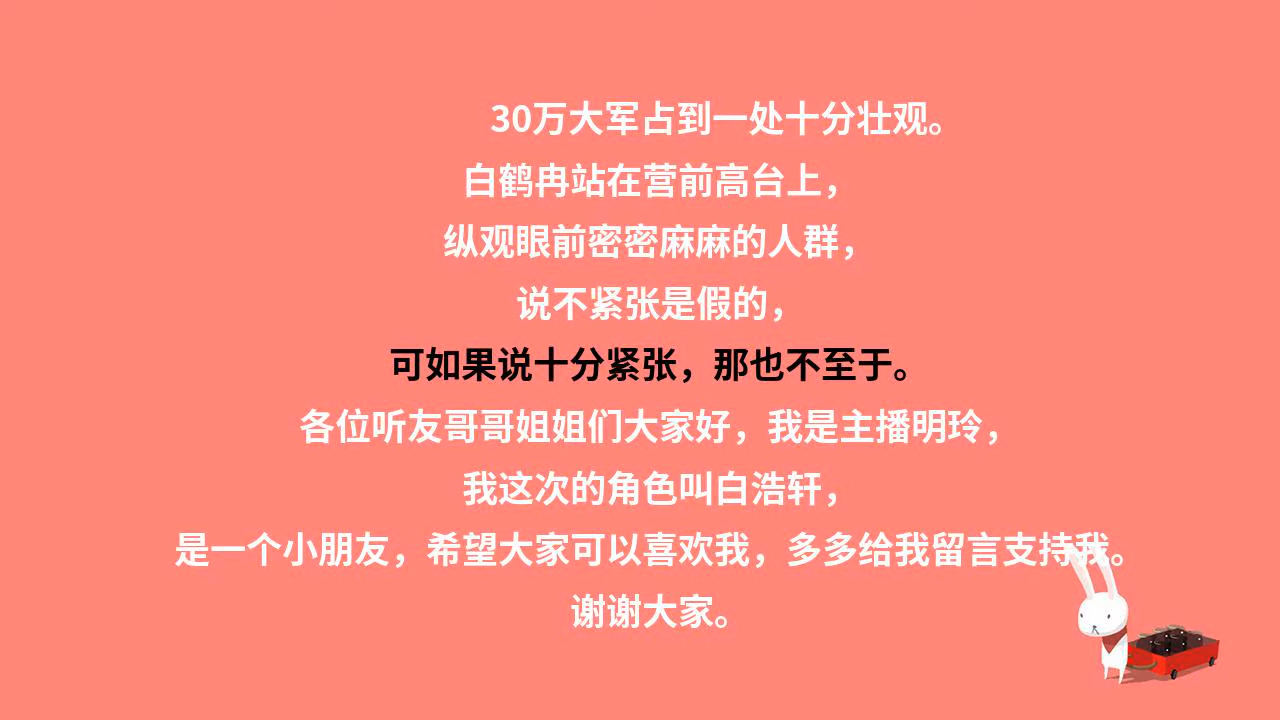 30万大军占到一处十分壮观。
白鹤冉站在营前高台上，
纵观眼前密密麻麻的人群，
说不紧张是假的，
可如果说十分紧张，那也不至于。
各位听友哥哥姐姐们大家好，我是主播明玲，
我这次的角色叫白浩轩，
是一个小朋友，希望大家可以喜欢我，多多给我留言支持我。
谢谢大家。